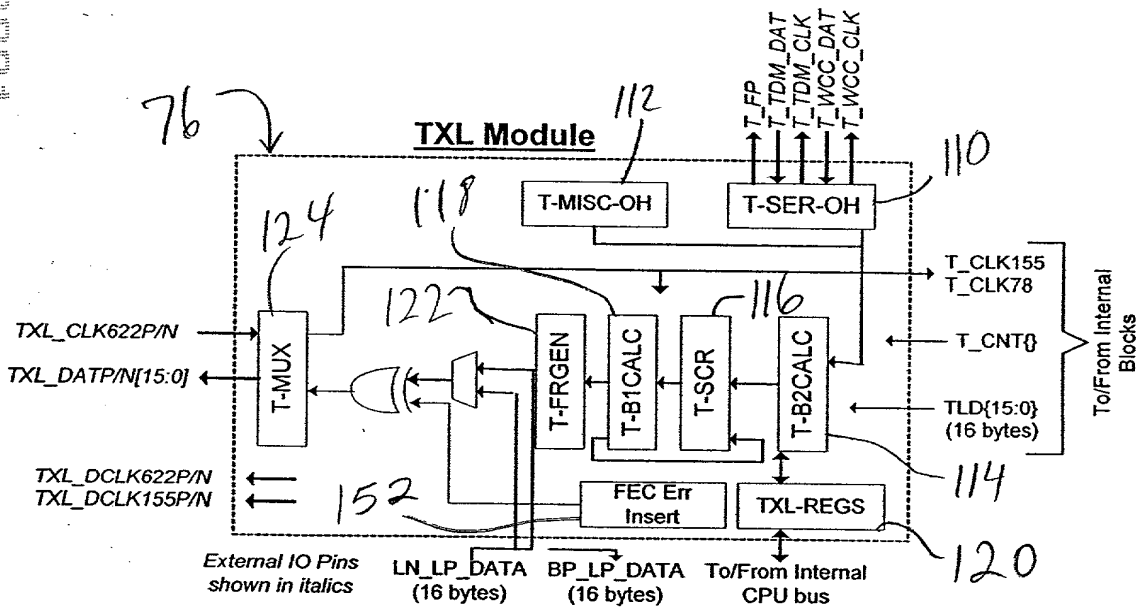 T_FP
T_TDM_DAT
T_TDM_CLK
T_WCC_DAT
T_WCC_CLK
76
112
TXL Module
110
118
T-MISC-OH
T-SER-OH
124
T_CLK155
T_CLK78
122
116
TXL_CLK622P/N
T-MUX
T-FRGEN
T-B1CALC
T-SCR
T-B2CALC
T_CNT{}
To/From Internal
Blocks
TXL_DATP/N[15:0]
TLD{15:0}
(16 bytes)
TXL_DCLK622P/N
TXL_DCLK155P/N
152
FEC Err
Insert
TXL-REGS
114
120
External IO Pins
shown in italics
LN_LP_DATA
(16 bytes)
BP_LP_DATA
(16 bytes)
To/From Internal
CPU bus